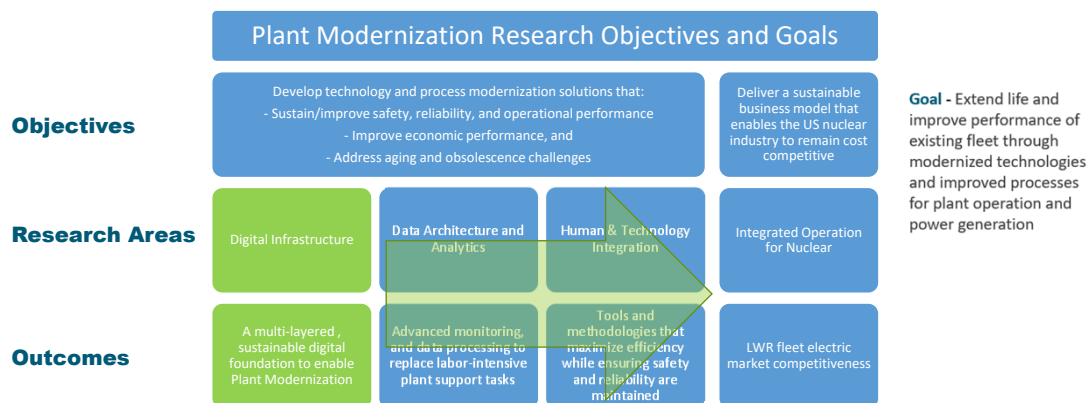 Plant Modernization Research Objectives and Goals
Objectives
Develop technology and process modernization solutions that:
- Sustain/improve safety, reliability, and operational performance
- Improve economic performance, and
- Address aging and obsolescence challenges
Deliver a sustainable
business model that
enables the US nuclear
industry to remain cost
competitive
Goal - Extend life and
improve performance of
existing fleet through
modernized technologies
and improved processes
for plant operation and
power generation
Research Areas
Digital Infrastructure
Data Architecture and
Analytics
Human & Technology
Integration
Integrated Operation
for Nuclear
Outcomes
A multi-layered ,
sustainable digital
foundation to enable
Plant Modernization
Advanced monitoring,
and data processing to
replace labor-intensive
plant support tasks
Tools and
methodologies that
maximize efficiency
while ensuring safety
and reliability are
maintained
LWR fleet electric
market competitiveness